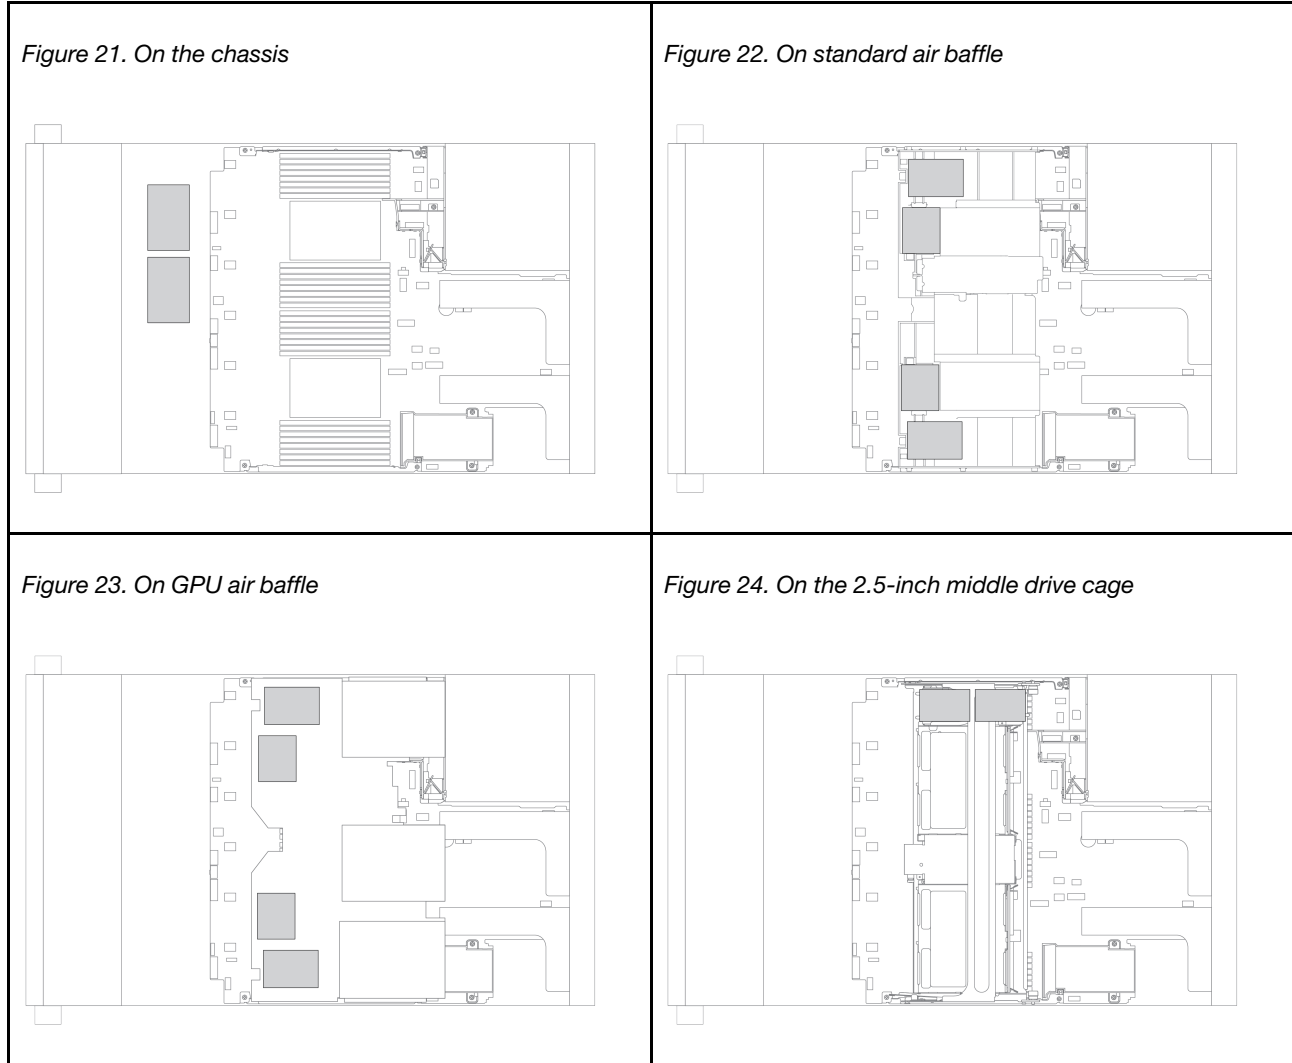 Figure 21. On the chassis
Figure 22. On standard air baffle
Figure 23. On GPU air baffle
Figure 24. On the 2.5-inch middle drive cage